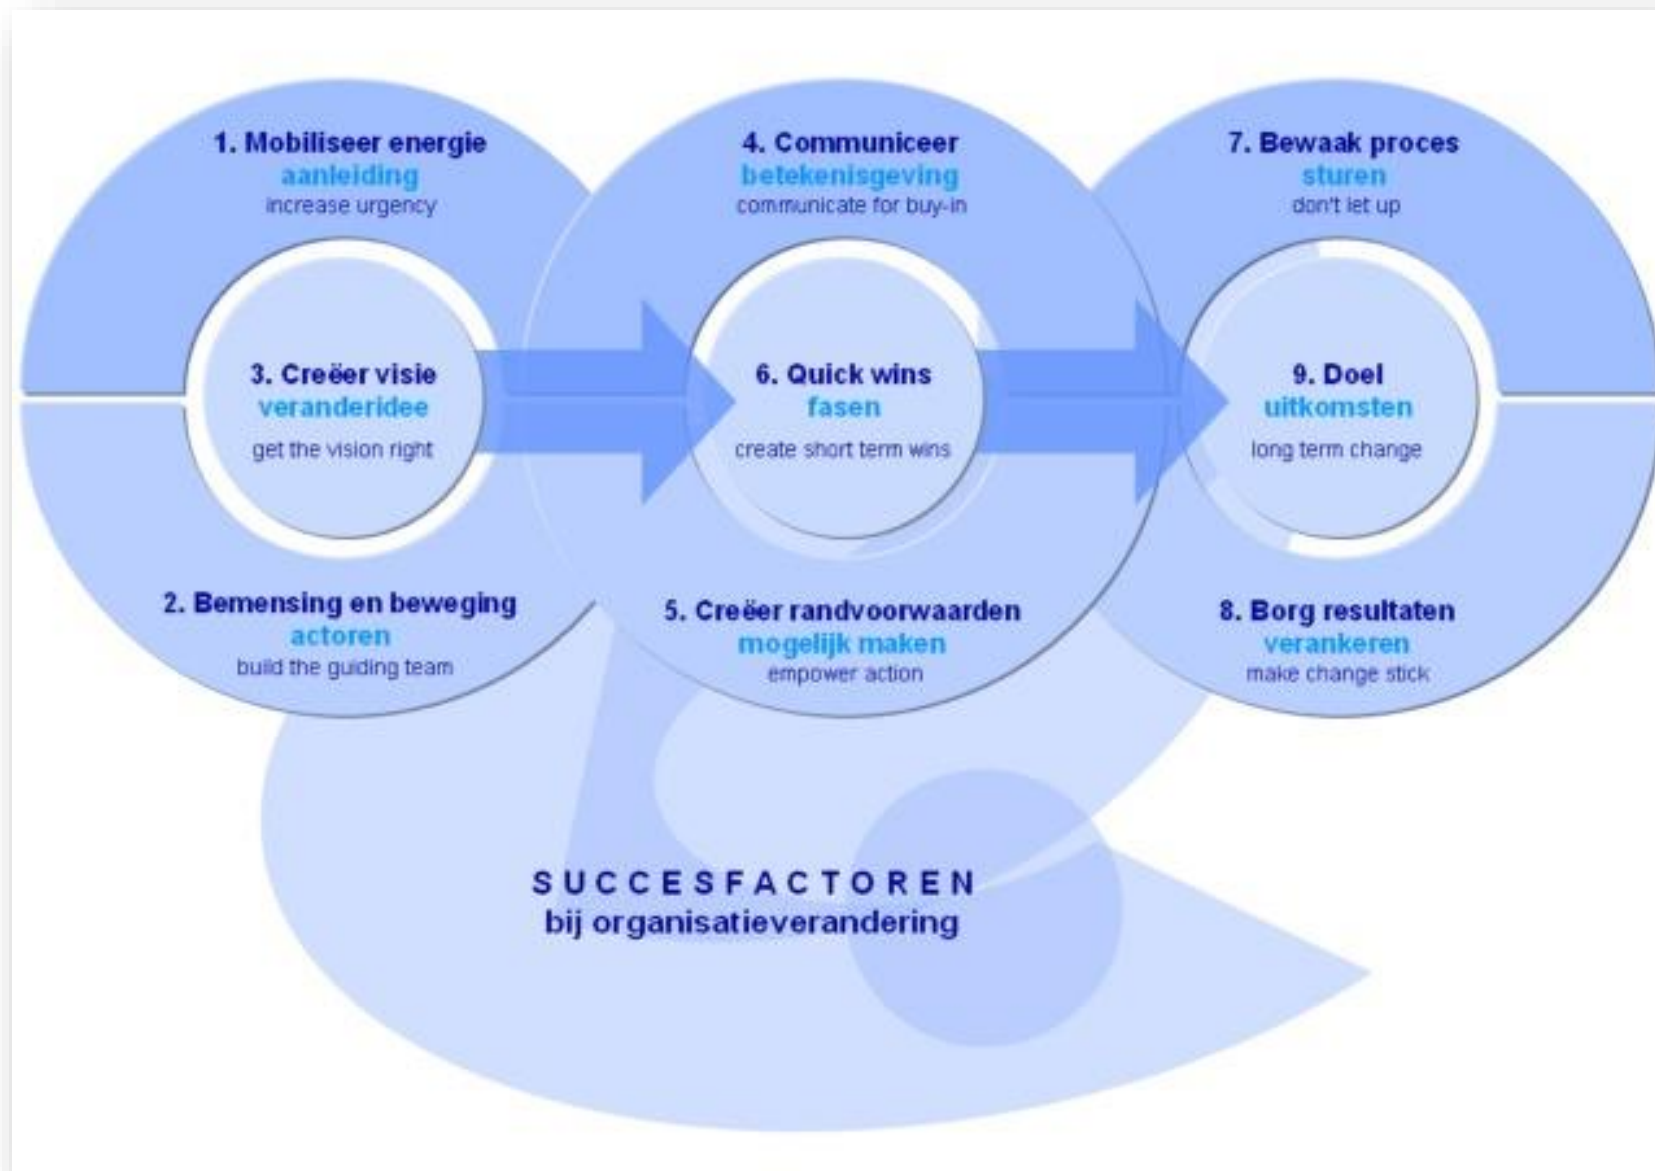 1. Mobiliseer energie
aanleiding
increase urgency
2. Bemensing en beweging
actoren
build the guiding team
3. Creëer visie
veranderidee
get the vision right
4. Communiceer
betekenisgeving
communicate for buy-in
5. Creëer randvoorwaarden
mogelijk maken
empower action
6. Quick wins
fasen
create short term wins
7. Bewaak proces
sturen
don't let up
8. Borg resultaten
verankeren
make change stick
9. Doel
uitkomsten
long term change
SUCCESFACTOREN
bij organisatieverandering